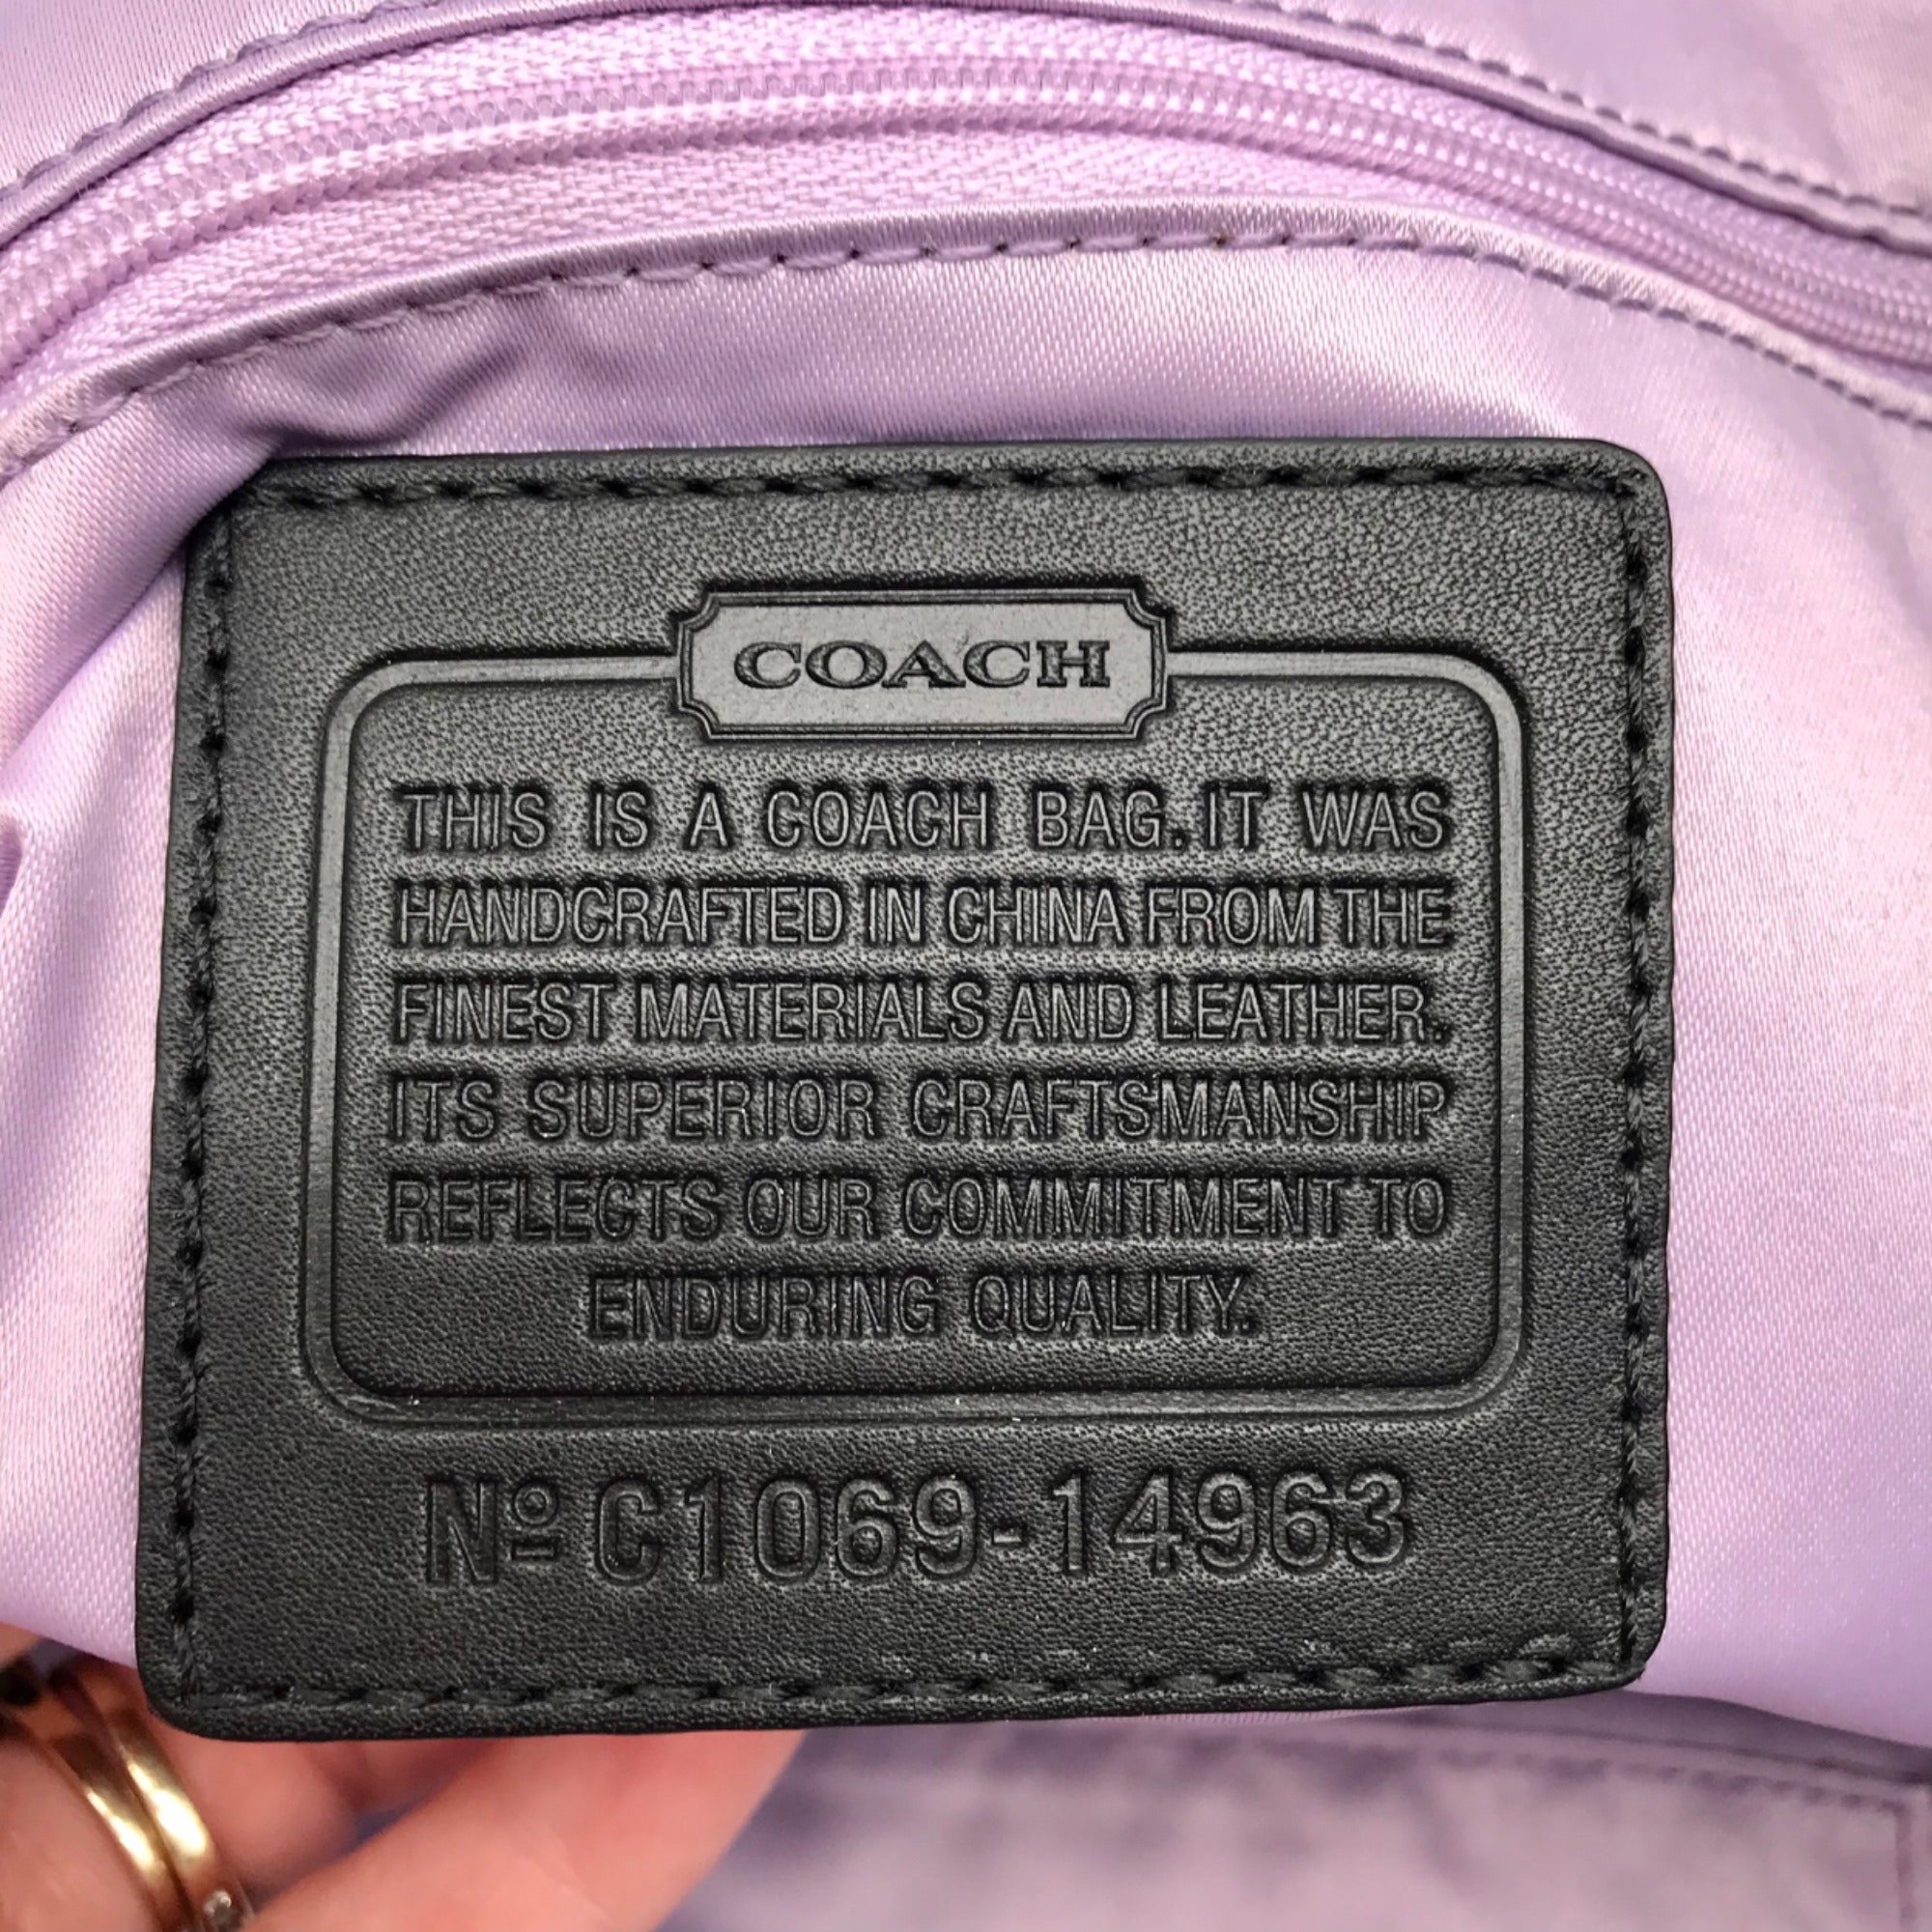 COACH
THIS IS A COACH BAG. IT WAS
HANDCRAFTED IN CHINA FROM THE
FINEST MATERIALS AND LEATHER.
ITS SUPERIOR CRAFTSMANSHIP
REFLECTS OUR COMMITMENT TO
ENDURING QUALITY.
Nº C1069-14963